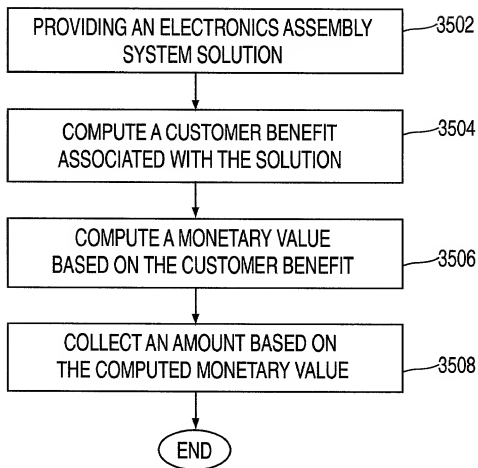 PROVIDING AN ELECTRONICS ASSEMBLY
SYSTEM SOLUTION
3502
COMPUTE A CUSTOMER BENEFIT
ASSOCIATED WITH THE SOLUTION
3504
COMPUTE A MONETARY VALUE
BASED ON THE CUSTOMER BENEFIT
3506
COLLECT AN AMOUNT BASED ON
THE COMPUTED MONETARY VALUE
3508
END